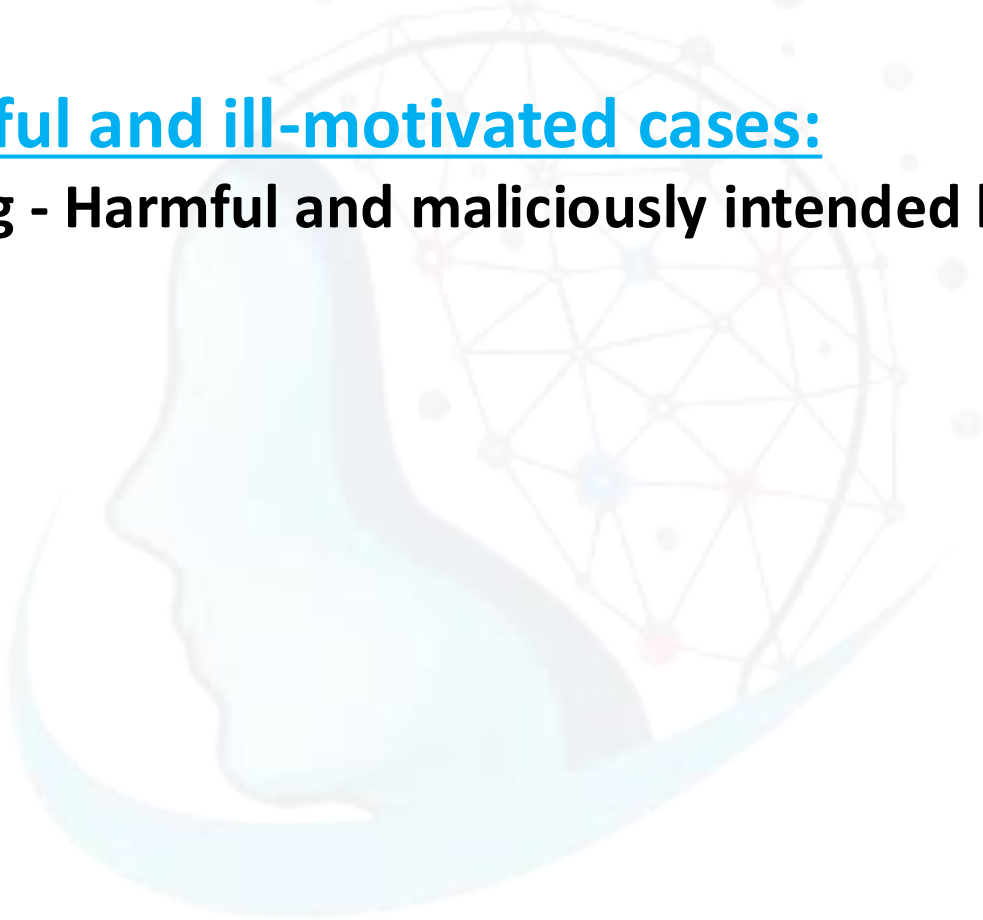 ful and ill-motivated cases:
g - Harmful and maliciously intended